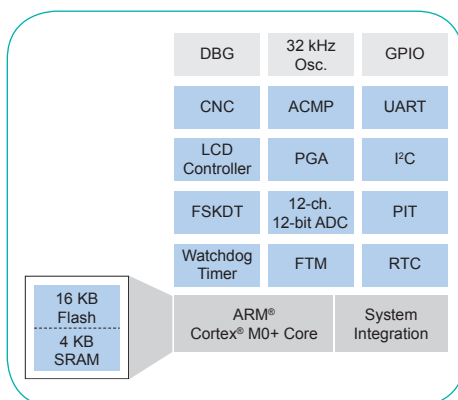 DBG
32 kHz
Osc.
GPIO
CNC
ACMP
UART
LCD
Controller
PGA
I²C
FSKDT
12-ch.
12-bit ADC
PIT
Watchdog
Timer
FTM
RTC
16 KB
Flash
4 KB
SRAM
ARM®
Cortex® M0+ Core
System
Integration